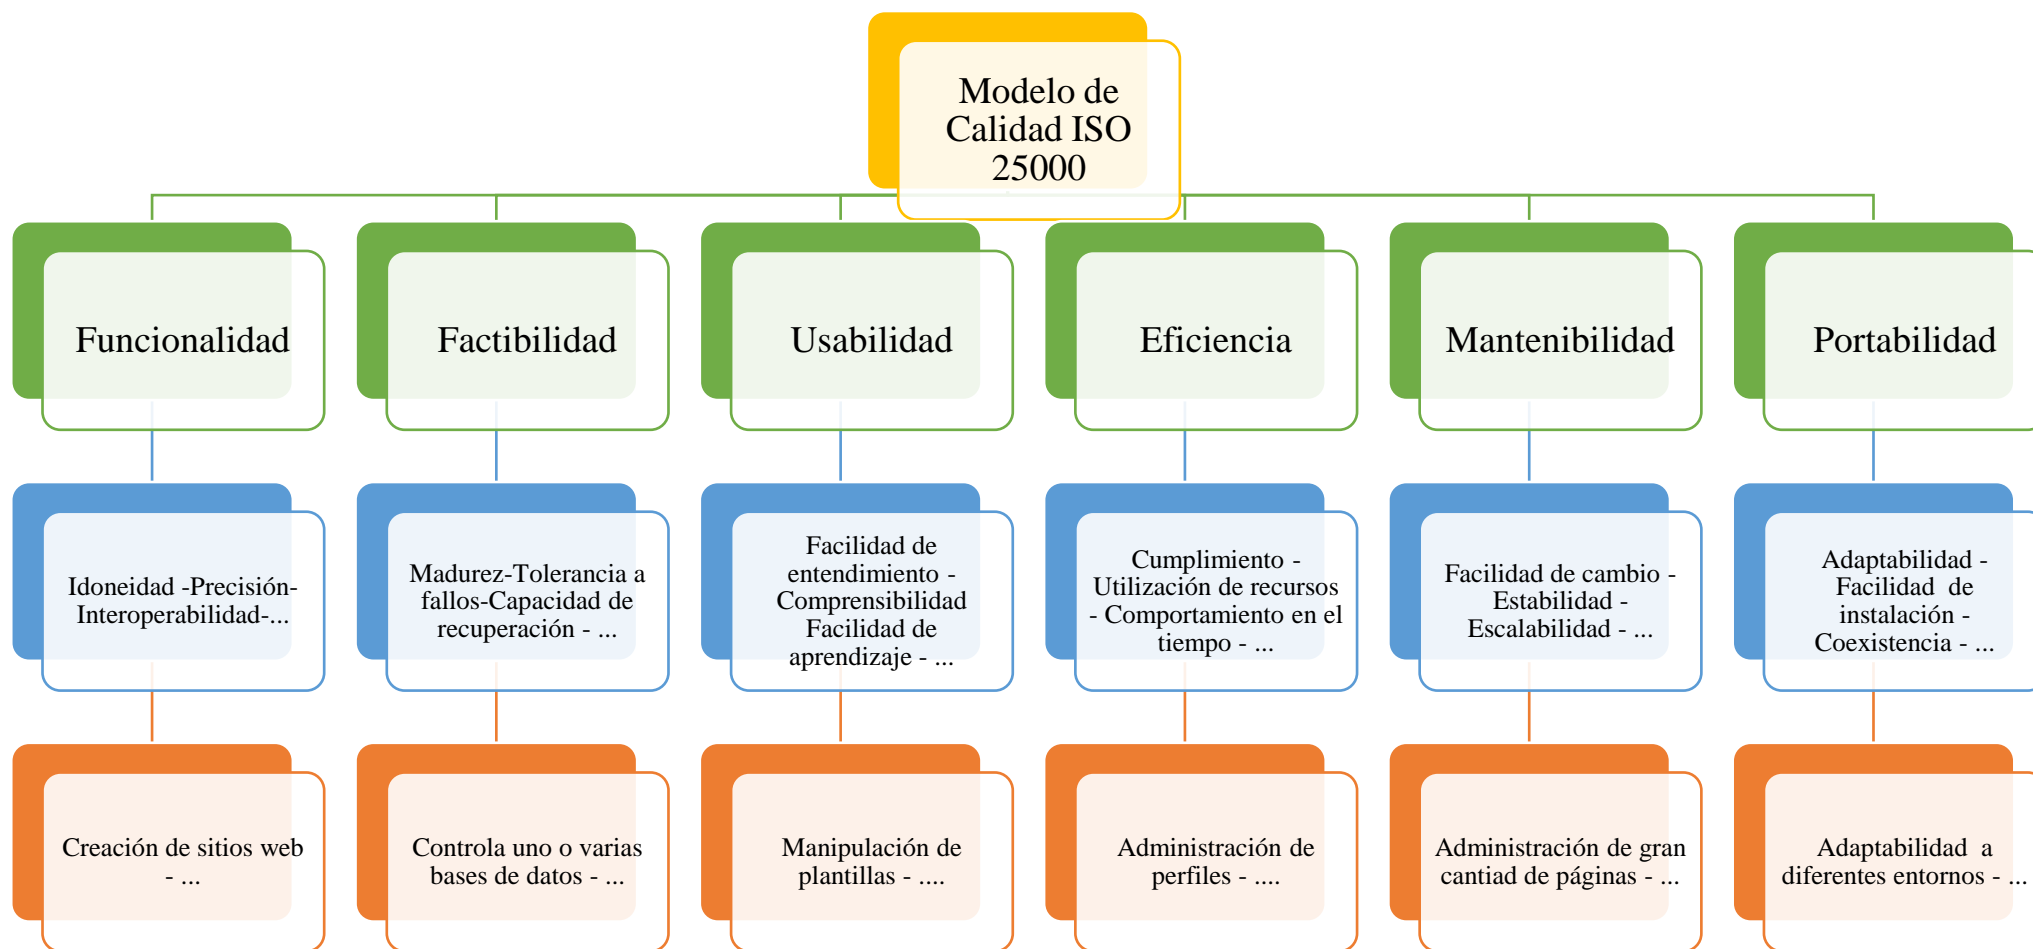 Modelo de
Calidad ISO
25000
Funcionalidad
Factibilidad
Usabilidad
Eficiencia
Mantenibilidad
Portabilidad
Idoneidad -Precisión-
Interoperabilidad-...
Madurez-Tolerancia a
fallos-Capacidad de
recuperación - ...
Facilidad de
entendimiento -
Comprensibilidad
Facilidad de
aprendizaje - ...
Cumplimiento -
Utilización de recursos
- Comportamiento en el
tiempo - ...
Facilidad de cambio -
Estabilidad -
Escalabilidad - ...
Adaptabilidad -
Facilidad  de
instalación -
Coexistencia - ...
Creación de sitios web
- ...
Controla uno o varias
bases de datos - ...
Manipulación de
plantillas - ....
Administración de
perfiles - ....
Administración de gran
cantiad de páginas - ...
Adaptabilidad  a
diferentes entornos - ...